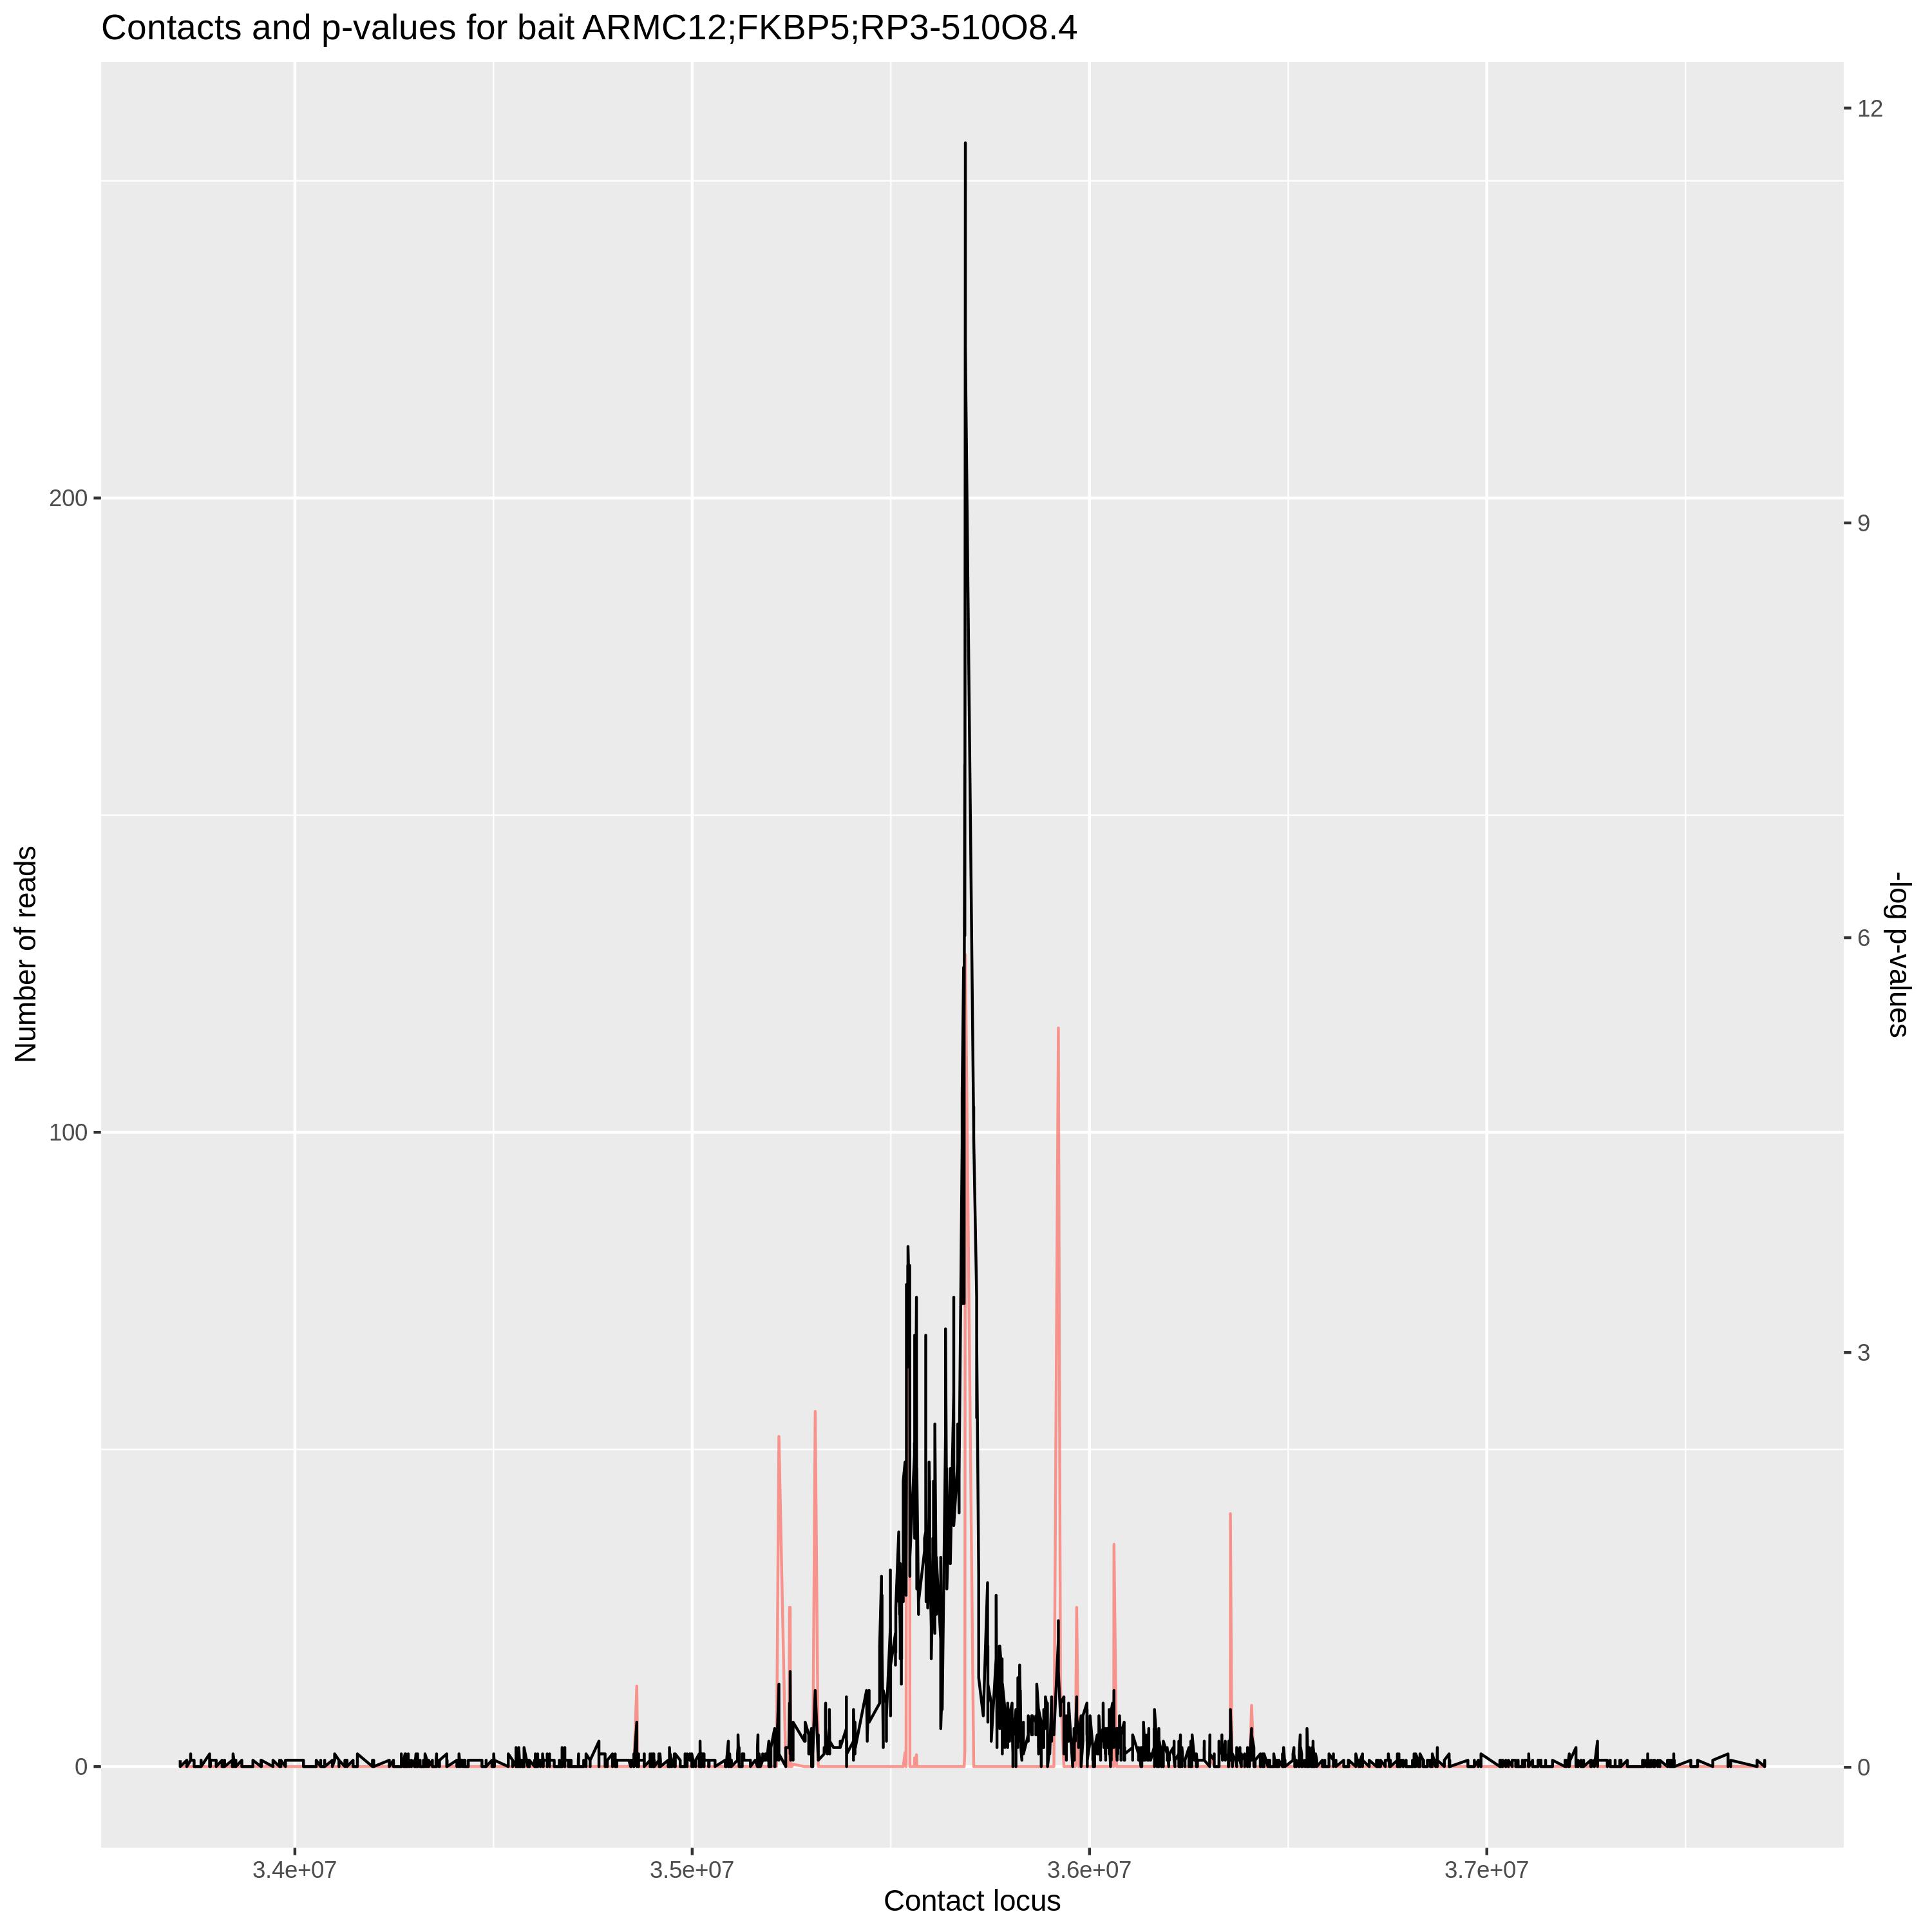 Contacts and p-values for bait ARMC12;FKBP5;RP3-510O8.4
12
200
9
6
Number of reads
-log p-values
100
3
0
0
3.4e+07
3.5e+07
3.6e+07
3.7e+07
Contact locus